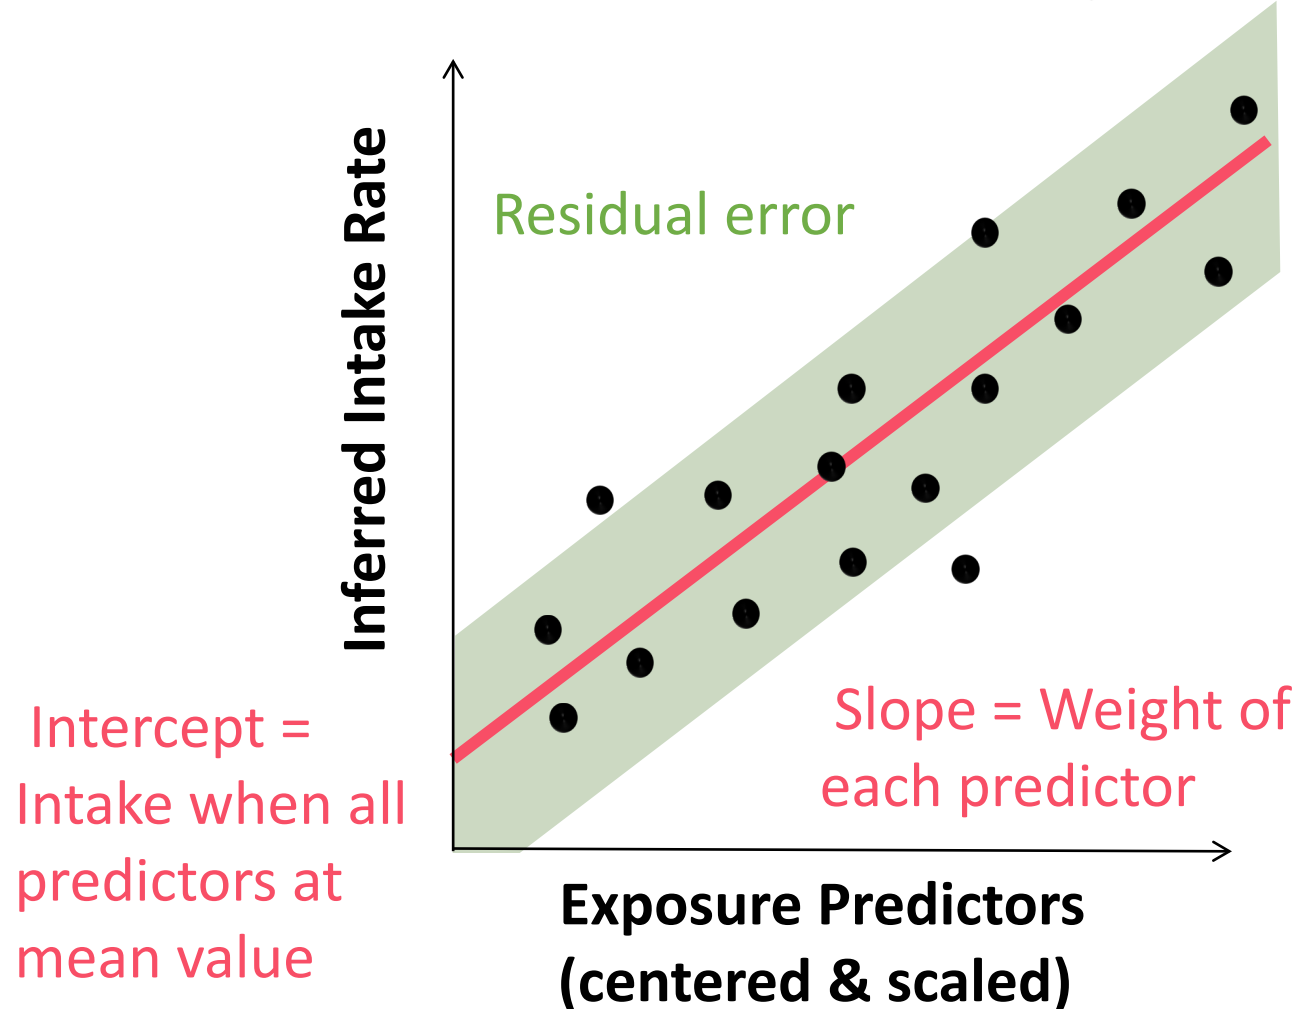 Inferred Intake Rate
Residual error
Intercept =
Intake when all
predictors at
mean value
Slope = Weight of
each predictor
Exposure Predictors
(centered & scaled)